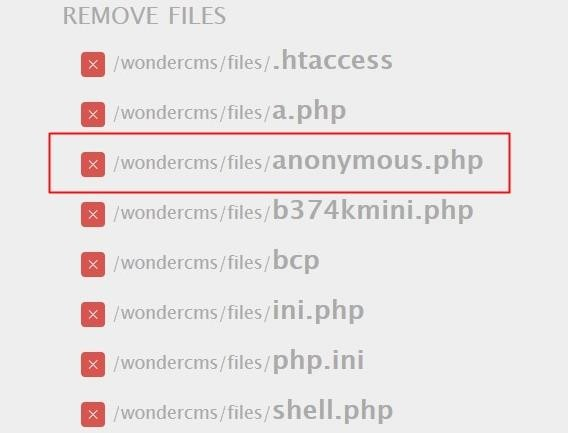 REMOVE FILES
/wondercms/files/.htaccess
/wondercms/files/a.php
/wondercms/files/anonymous.php
/wondercms/files/b374kmini.php
/wondercms/files/bcp
/wondercms/files/ini.php
/wondercms/files/php.ini
/wondercms/files/shell.php